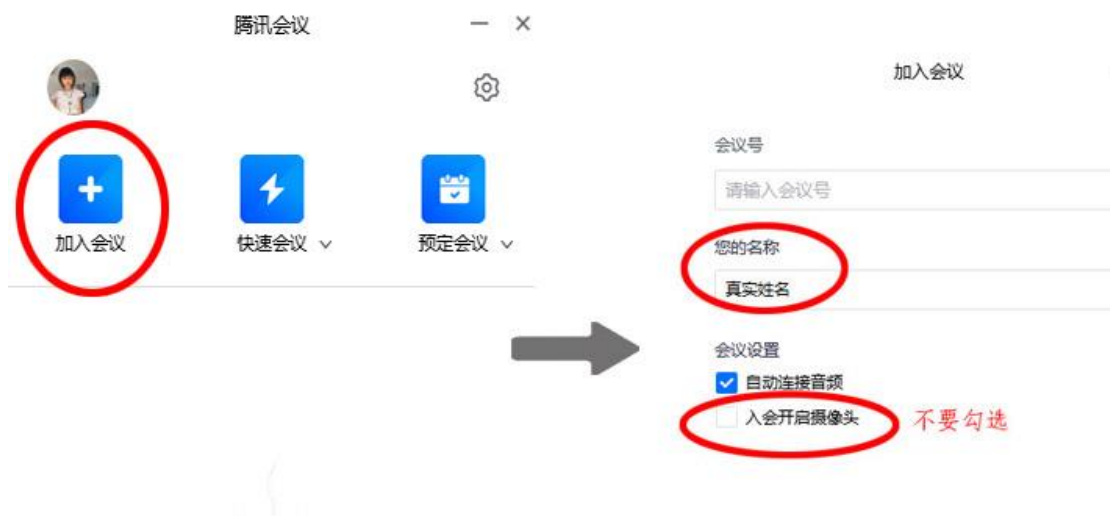 腾讯会议
加入会议
快速会议
预定会议
加入会议
会议号
请输入会议号
您的名称
真实姓名
会议设置
自动连接音频
入会开启摄像头
不要勾选